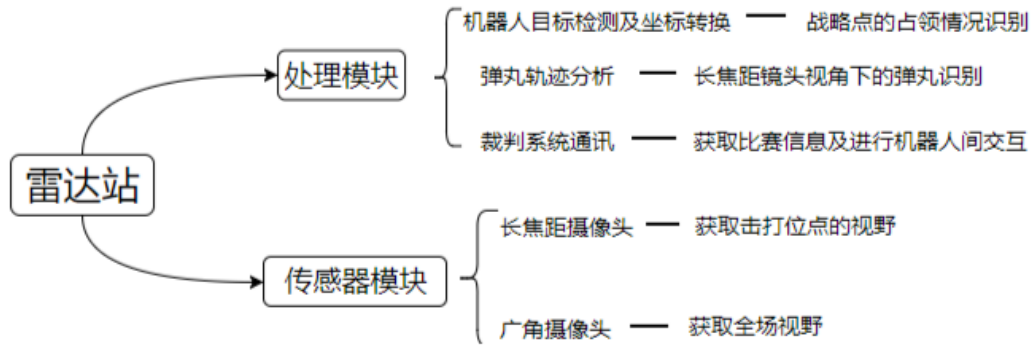 机器人目标检测及坐标转换 — 战略点的占领情况识别
处理模块
弹丸轨迹分析 — 长焦距镜头视角下的弹丸识别
裁判系统通讯 — 获取比赛信息及进行机器人间交互
雷达站
长焦距摄像头 — 获取击打位点的视野
传感器模块
广角摄像头 — 获取全场视野